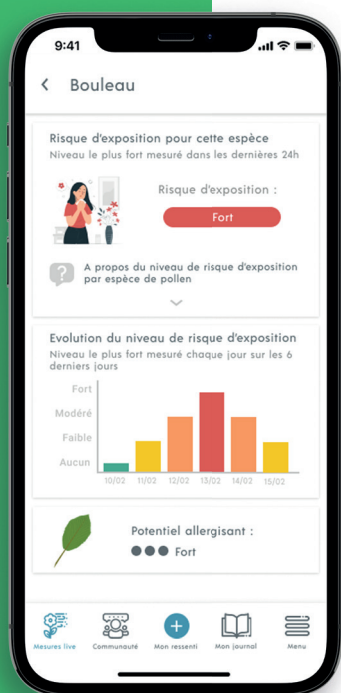 9:41
Bouleau
Risque d'exposition pour cette espèce
Niveau le plus fort mesuré dans les dernières 24h
Risque d'exposition :
Fort
?
A propos du niveau de risque d'exposition
par espèce de pollen
Evolution du niveau de risque d'exposition
Niveau le plus fort mesuré chaque jour sur les 6
derniers jours
Fort
Modéré
Faible
Aucun
10/02 11/02 12/02 13/02 14/02 15/02
Potentiel allergisant :
Fort
Mesures live Communauté Mon ressenti Mon journal Menu